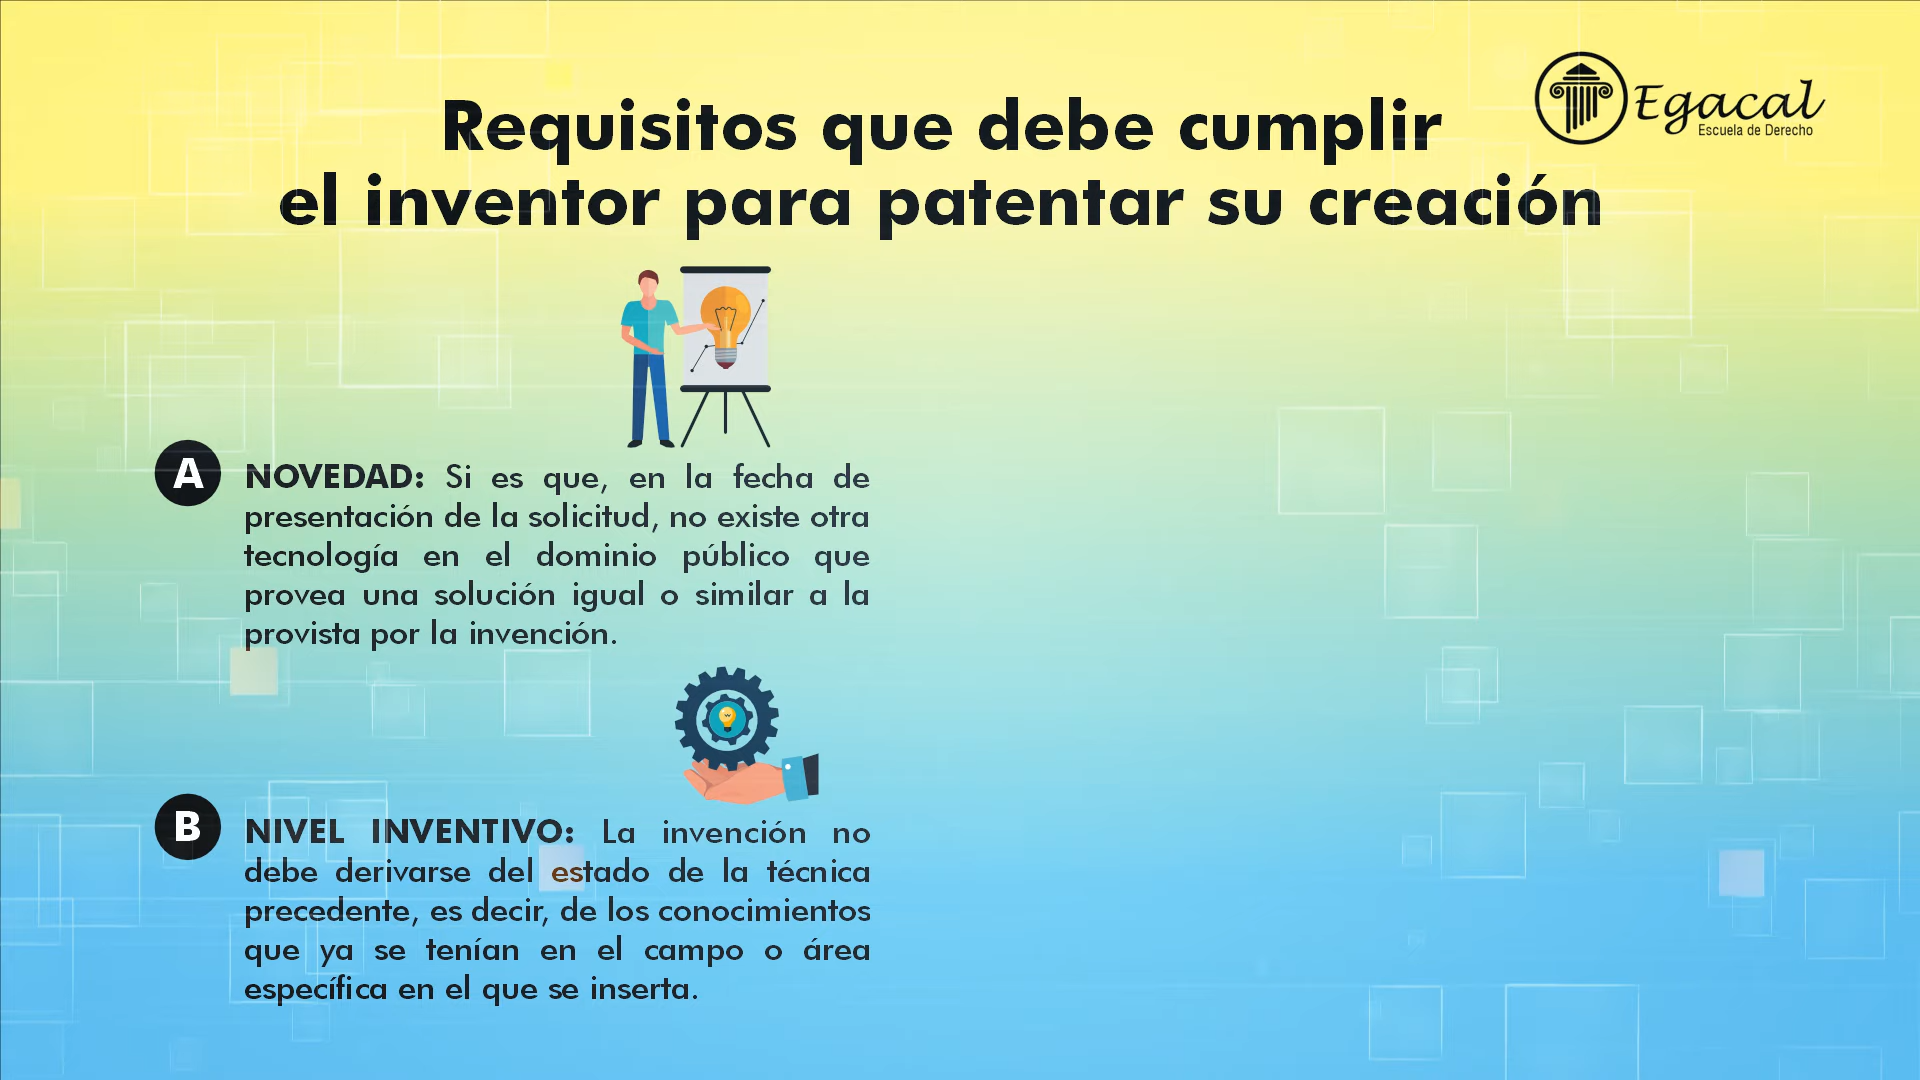 Requisitos que debe cumplir
el inventor para patentar su creación
Egacal
Escuela de Derecho
A
NOVEDAD: Si es que, en la fecha de
presentación de la solicitud, no existe otra
tecnología en el dominio público que
provea una solución igual o similar a la
provista por la invención.
B
NIVEL INVENTIVO: La invención no
debe derivarse del estado de la técnica
precedente, es decir, de los conocimientos
que ya se tenían en el campo o área
específica en el que se inserta.